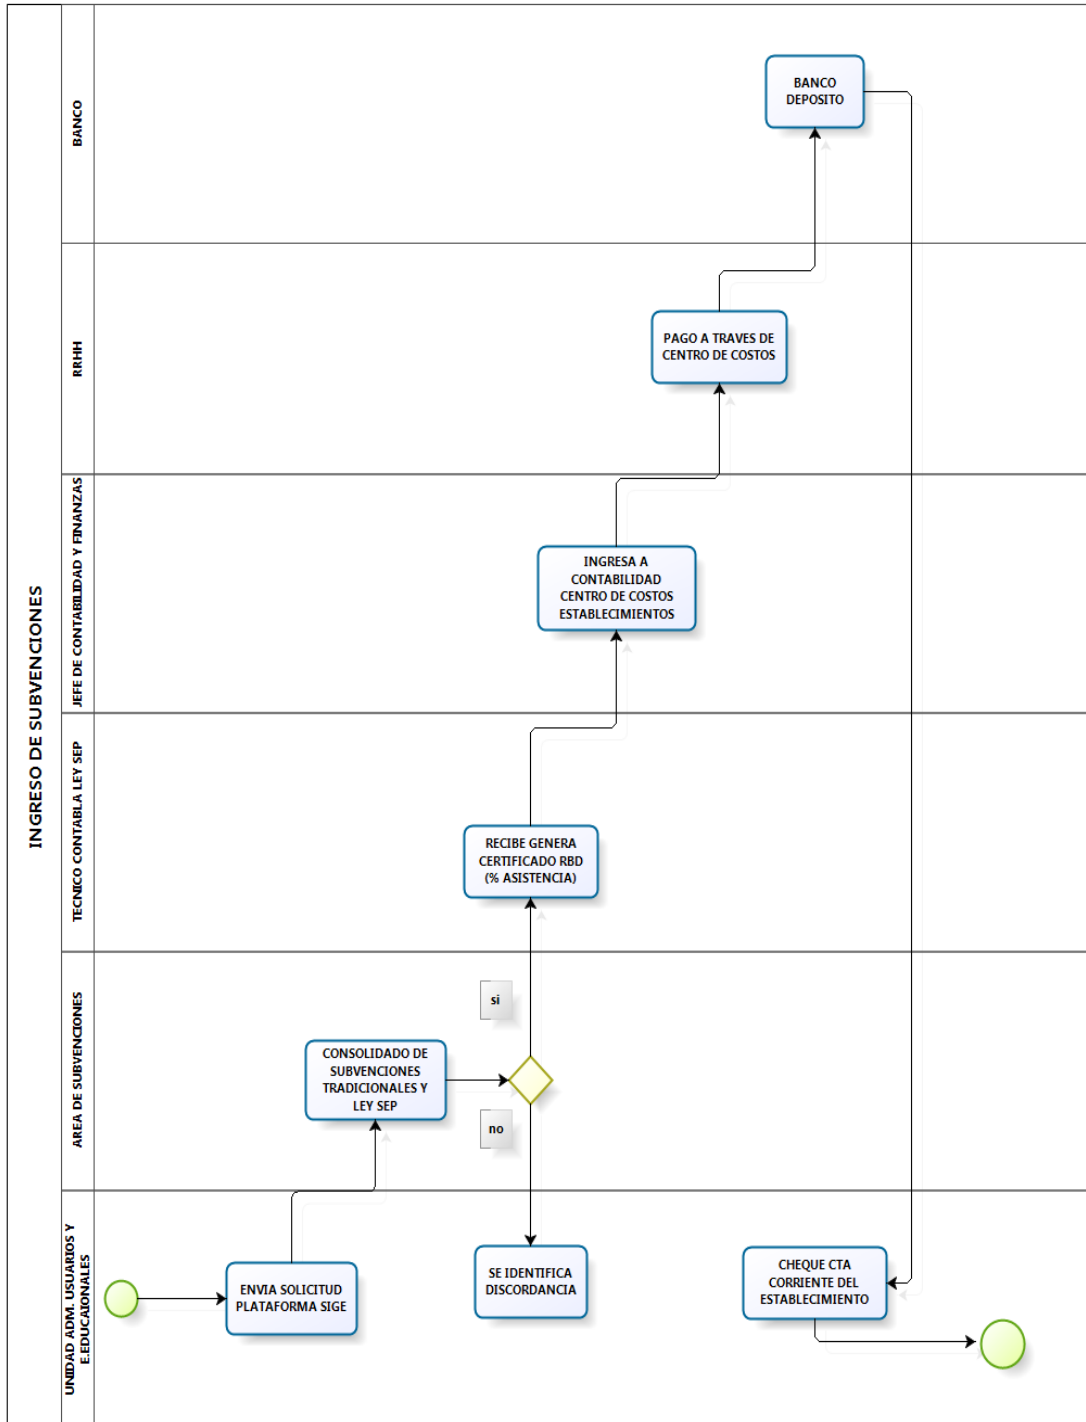 INGRESO DE SUBVENCIONES
BANCO
BANCO
DEPOSITO
RRHH
PAGO A TRAVES DE
CENTRO DE COSTOS
JEFE DE CONTABILIDAD Y FINANZAS
INGRESA A
CONTABILIDAD
CENTRO DE COSTOS
ESTABLECIMIENTOS
TECNICO CONTABLA LEY SEP
RECIBE GENERA
CERTIFICADO RBD
(% ASISTENCIA)
AREA DE SUBVENCIONES
si
CONSOLIDADO DE
SUBVENCIONES
TRADICIONALES Y
LEY SEP
no
UNIDAD ADM. USUARIOS Y
E.EDUCAIONALES
ENVIA SOLICITUD
PLATAFORMA SIGE
SE IDENTIFICA
DISCORDANCIA
CHEQUE CTA
CORRIENTE DEL
ESTABLECIMIENTO